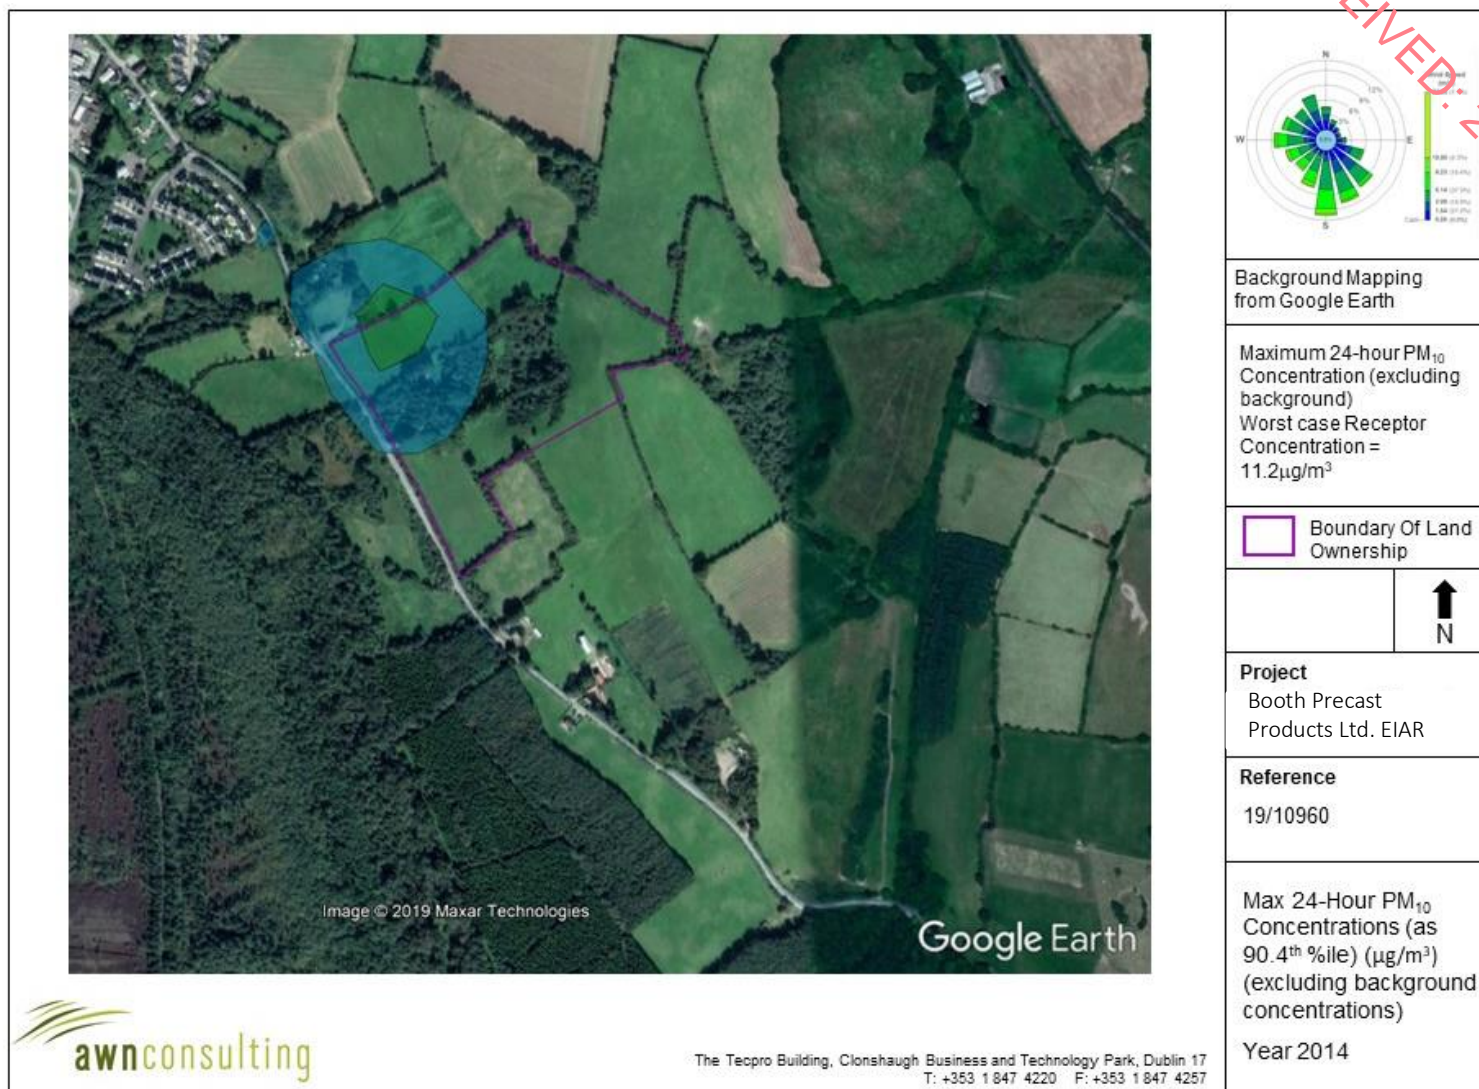 Image © 2019 Maxar Technologies
Google Earth
awnconsulting
The Tecpro Building, Clonshaugh Business and Technology Park, Dublin 17
T: +353 1 847 4220 F: +353 1 847 4257
N
W
E
S
Background Mapping
from Google Earth
Maximum 24-hour PM₁₀
Concentration (excluding
background)
Worst case Receptor
Concentration =
11.2µg/m³
Boundary Of Land
Ownership
N
Project
Booth Precast
Products Ltd. EIAR
Reference
19/10960
Max 24-Hour PM₁₀
Concentrations (as
90.4ᵗʰ %ile) (µg/m³)
(excluding background
concentrations)
Year 2014